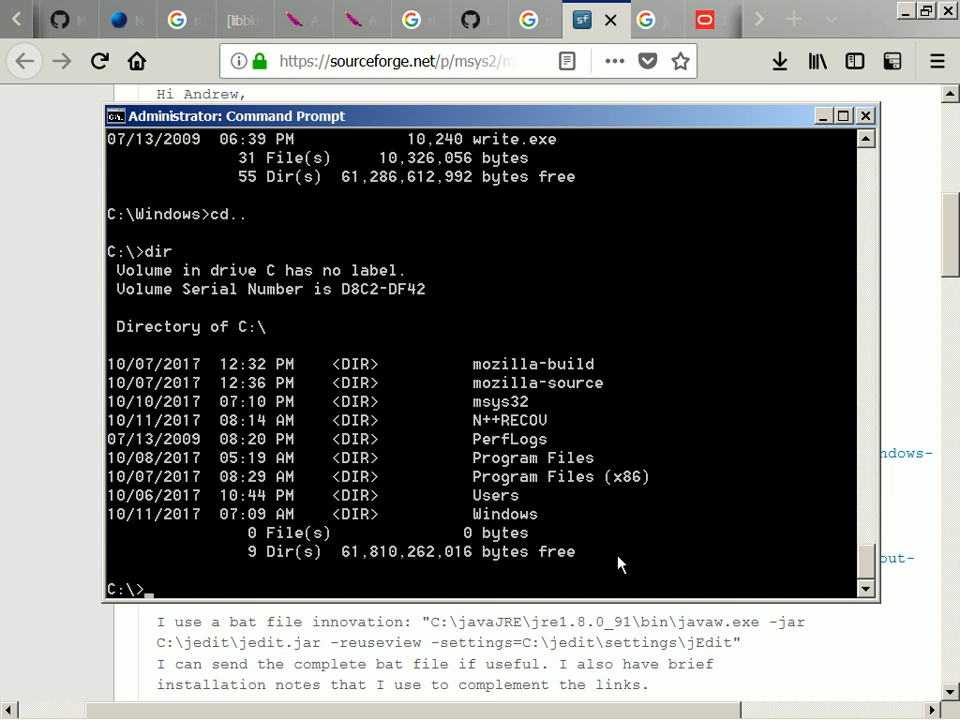 https://sourceforge.net/p/msys2/m
Hi Andrew,
Administrator: Command Prompt
07/13/2009  06:39 PM            10,240 write.exe
31 File(s)     10,326,056 bytes
55 Dir(s)  61,286,612,992 bytes free
C:\Windows>cd..
C:\>dir
Volume in drive C has no label.
Volume Serial Number is D8C2-DF42
Directory of C:\
10/07/2017  12:32 PM    <DIR>          mozilla-build
10/07/2017  12:36 PM    <DIR>          mozilla-source
10/10/2017  07:10 PM    <DIR>          msys32
10/11/2017  08:14 AM    <DIR>          N++RECOV
07/13/2009  08:20 PM    <DIR>          PerfLogs
10/08/2017  05:19 AM    <DIR>          Program Files
10/07/2017  08:29 AM    <DIR>          Program Files (x86)
10/06/2017  10:44 PM    <DIR>          Users
10/11/2017  07:09 AM    <DIR>          Windows
0 File(s)              0 bytes
9 Dir(s)  61,810,262,016 bytes free
C:\>
ndows-
out-
I use a bat file innovation: "C:\javaJRE\jre1.8.0_91\bin\javaw.exe -jar
C:\jedit\jedit.jar -reuseview -settings=C:\jedit\settings\jEdit"
I can send the complete bat file if useful. I also have brief
installation notes that I use to complement the links.